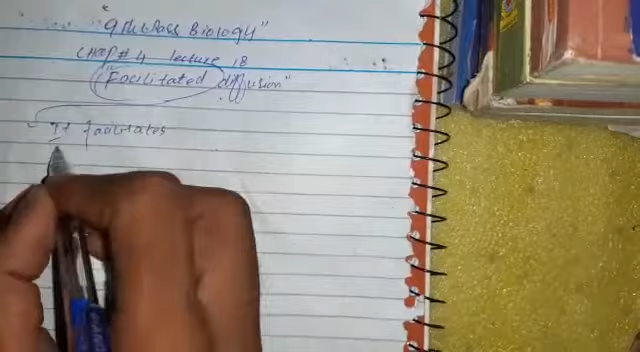 "9th class Biology"
CHAP # 4 lecture 18
"Facilitated diffusion"
- It facilitates